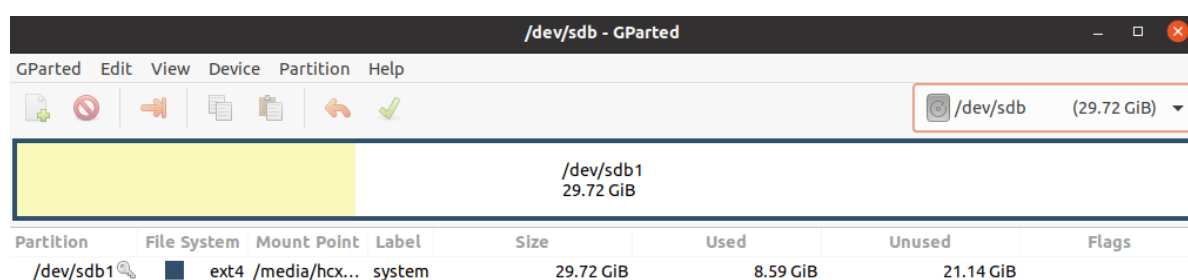 /dev/sdb - GParted
GParted Edit View Device Partition Help
/dev/sdb (29.72 GiB)
/dev/sdb1
29.72 GiB
Partition File System Mount Point Label Size Used Unused Flags
/dev/sdb1 ext4 /media/hcx... system 29.72 GiB 8.59 GiB 21.14 GiB